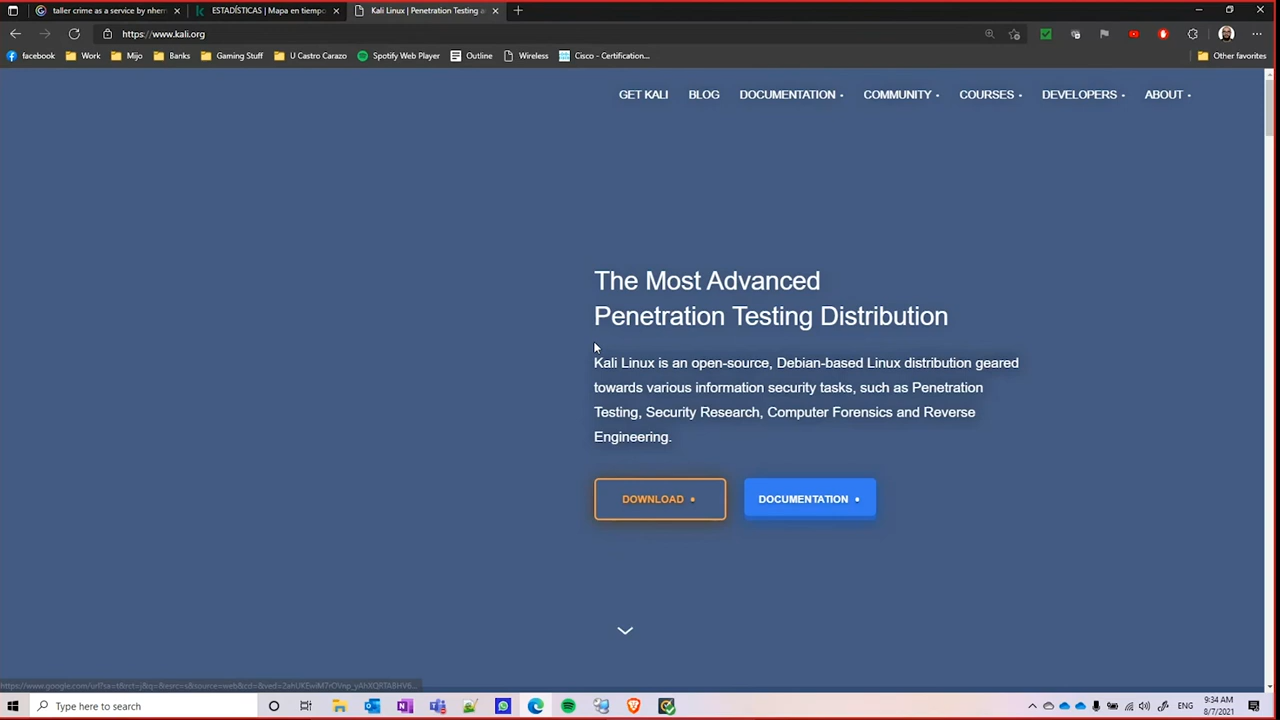 taller crime as a service by nhem
ESTADÍSTICAS | Mapa en tiempo
Kali Linux | Penetration Testing a
https://www.kali.org
facebook
Work
Mijo
Banks
Gaming Stuff
U Castro Carazo
Spotify Web Player
Outline
Wireless
Cisco - Certification...
Other favorites
GET KALI
BLOG
DOCUMENTATION
COMMUNITY
COURSES
DEVELOPERS
ABOUT
The Most Advanced
Penetration Testing Distribution
Kali Linux is an open-source, Debian-based Linux distribution geared
towards various information security tasks, such as Penetration
Testing, Security Research, Computer Forensics and Reverse
Engineering.
DOWNLOAD
DOCUMENTATION
Type here to search
ENG
9:34 AM
8/7/2021